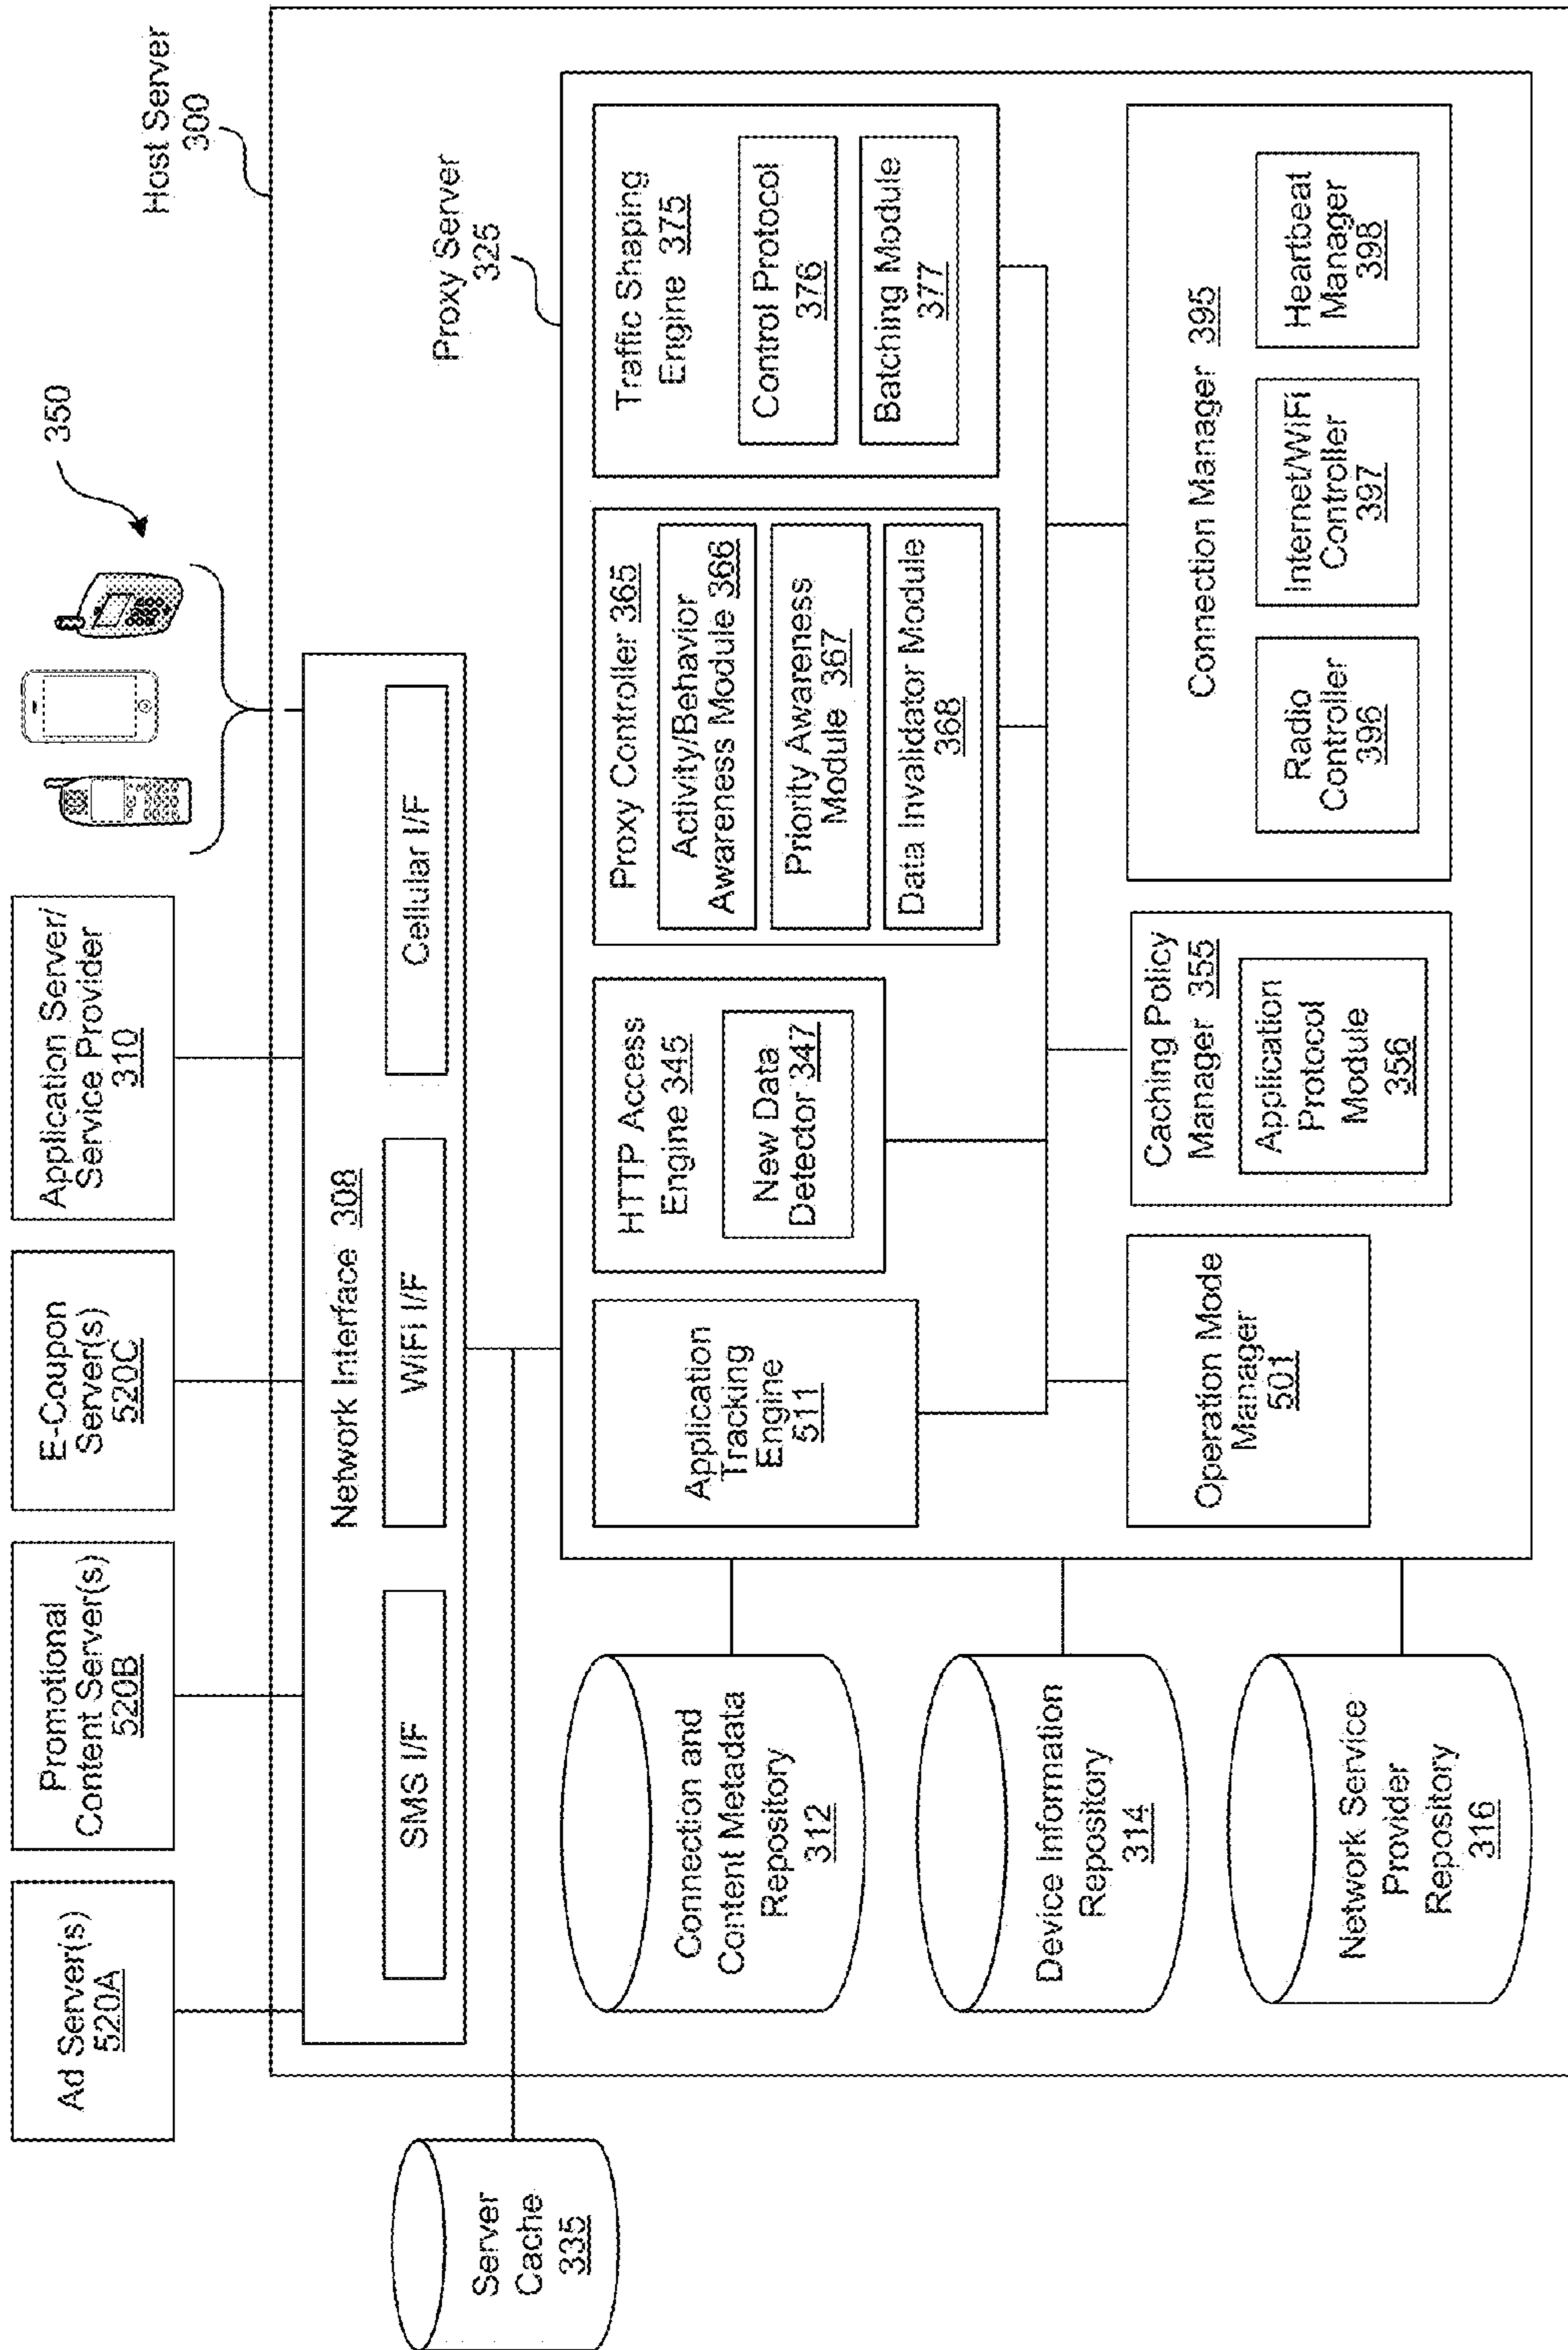 Ad Server(s)
520A
Promotional
Content Server(s)
520B
E-Coupon
Server(s)
520C
Application Server/
Service Provider
310
350
Host Server
300
Network Interface 308
SMS I/F
WiFi I/F
Cellular I/F
Server
Cache
335
Proxy Server
325
Connection and
Content Metadata
Repository
312
Device Information
Repository
314
Network Service
Provider
Repository
316
Application
Tracking
Engine
511
HTTP Access
Engine 345
New Data
Detector 347
Proxy Controller 365
Activity/Behavior
Awareness Module 366
Priority Awareness
Module 367
Data Invalidator Module
368
Traffic Shaping
Engine 375
Control Protocol
376
Batching Module
377
Operation Mode
Manager
501
Caching Policy
Manager 355
Application
Protocol
Module
356
Connection Manager 395
Radio
Controller
396
Internet/WiFi
Controller
397
Heartbeat
Manager
398